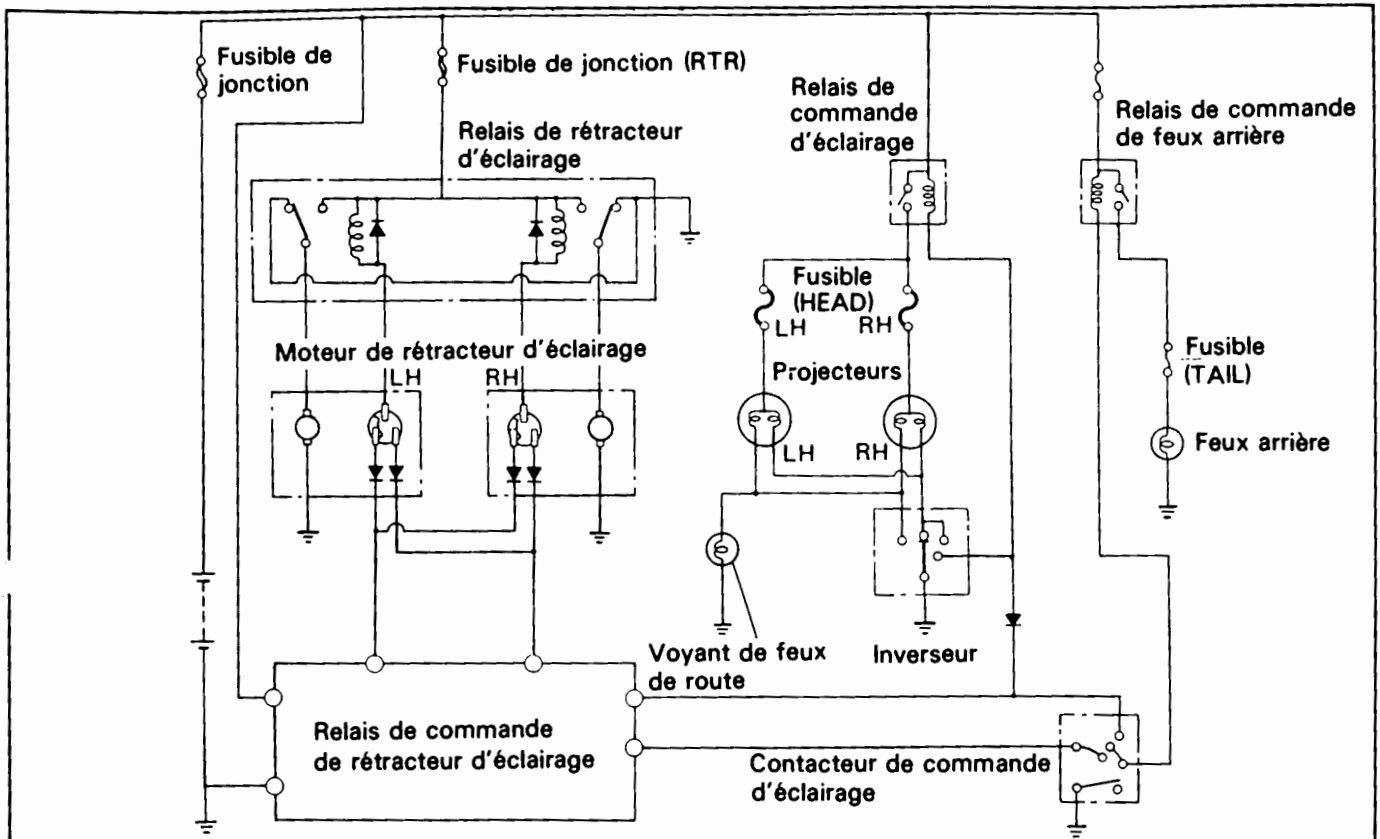 Fusible de
jonction
Fusible de jonction (RTR)
Relais de
commande
d'éclairage
Relais de commande
de feux arrière
Relais de rétracteur
d'éclairage
Fusible
(HEAD)
LH
RH
Moteur de rétracteur d'éclairage
LH
RH
Projecteurs
Fusible
(TAIL)
LH
RH
Feux arrière
Voyant de feux
de route
Inverseur
Relais de commande
de rétracteur d'éclairage
Contacteur de commande
d'éclairage